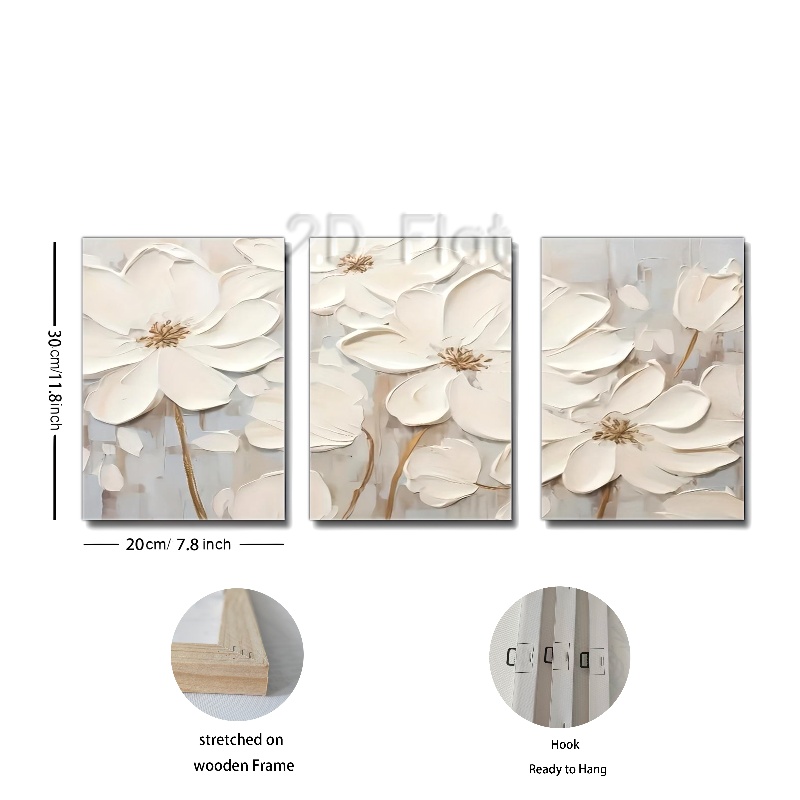 2D Flat
30cm/11.8inch
20cm/ 7.8 inch
stretched on
wooden Frame
Hook
Ready to Hang